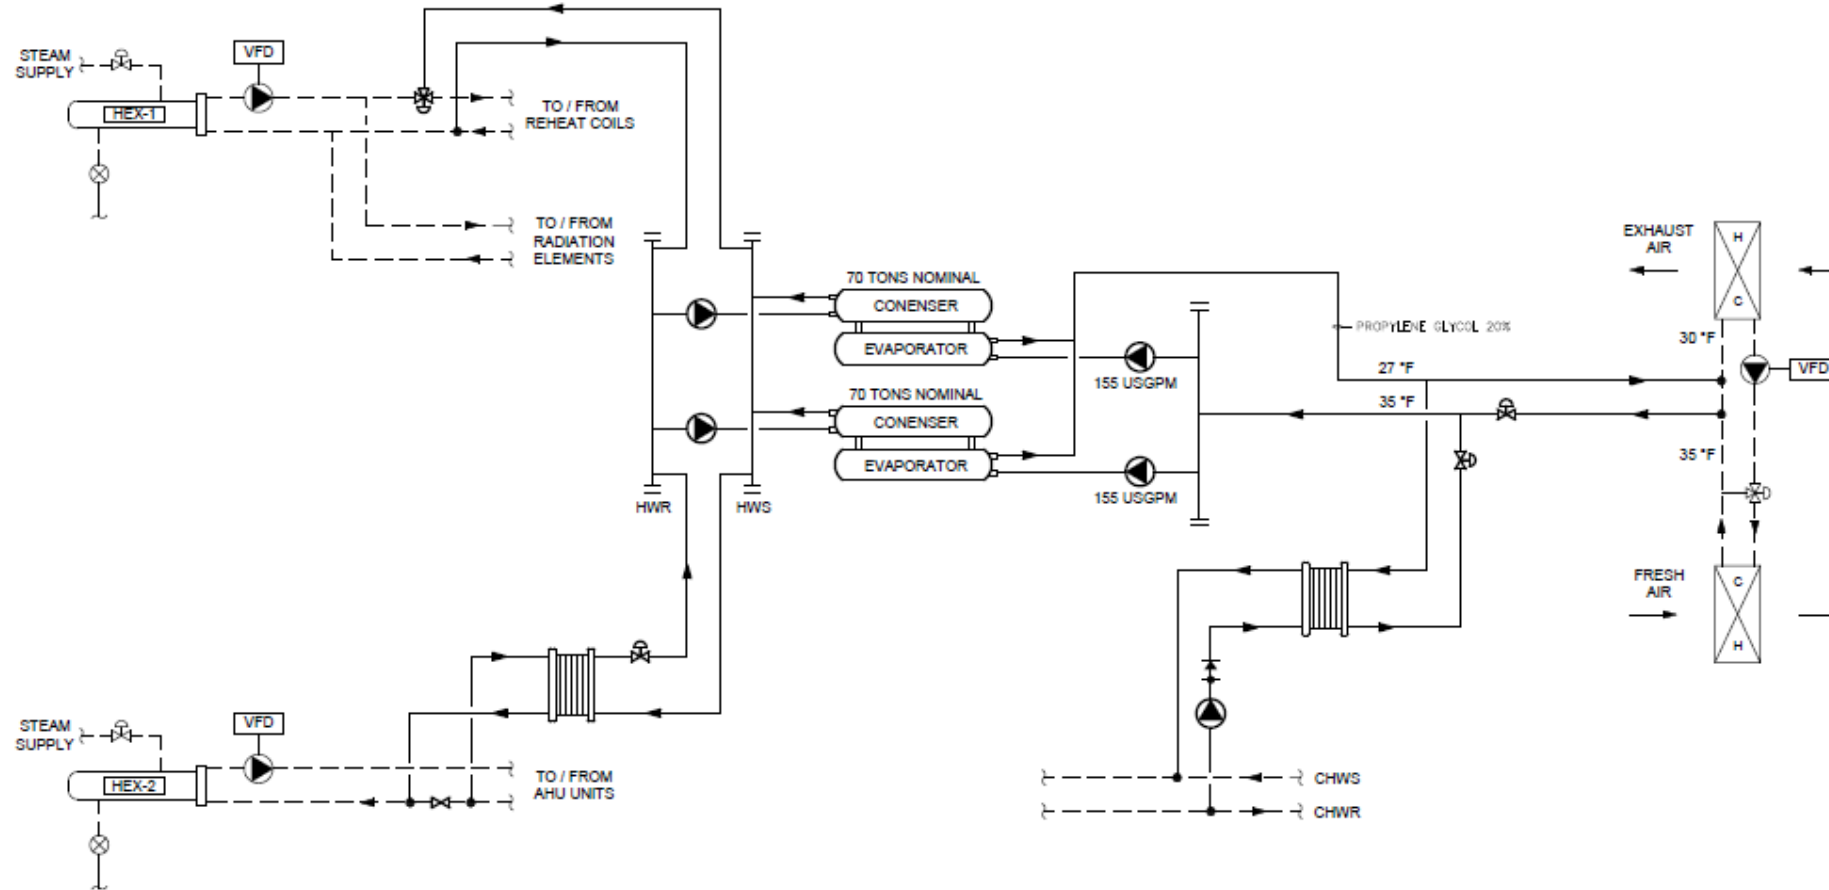 STEAM
SUPPLY
VFD
HEX-1
TO / FROM
REHEAT COILS
TO / FROM
RADIATION
ELEMENTS
HWR
HWS
70 TONS NOMINAL
CONENSER
EVAPORATOR
70 TONS NOMINAL
CONENSER
EVAPORATOR
155 USGPM
155 USGPM
PROPYLENE GLYCOL 20%
27 °F
35 °F
EXHAUST
AIR
H
C
30 °F
VFD
35 °F
FRESH
AIR
C
H
STEAM
SUPPLY
VFD
HEX-2
TO / FROM
AHU UNITS
CHWS
CHWR